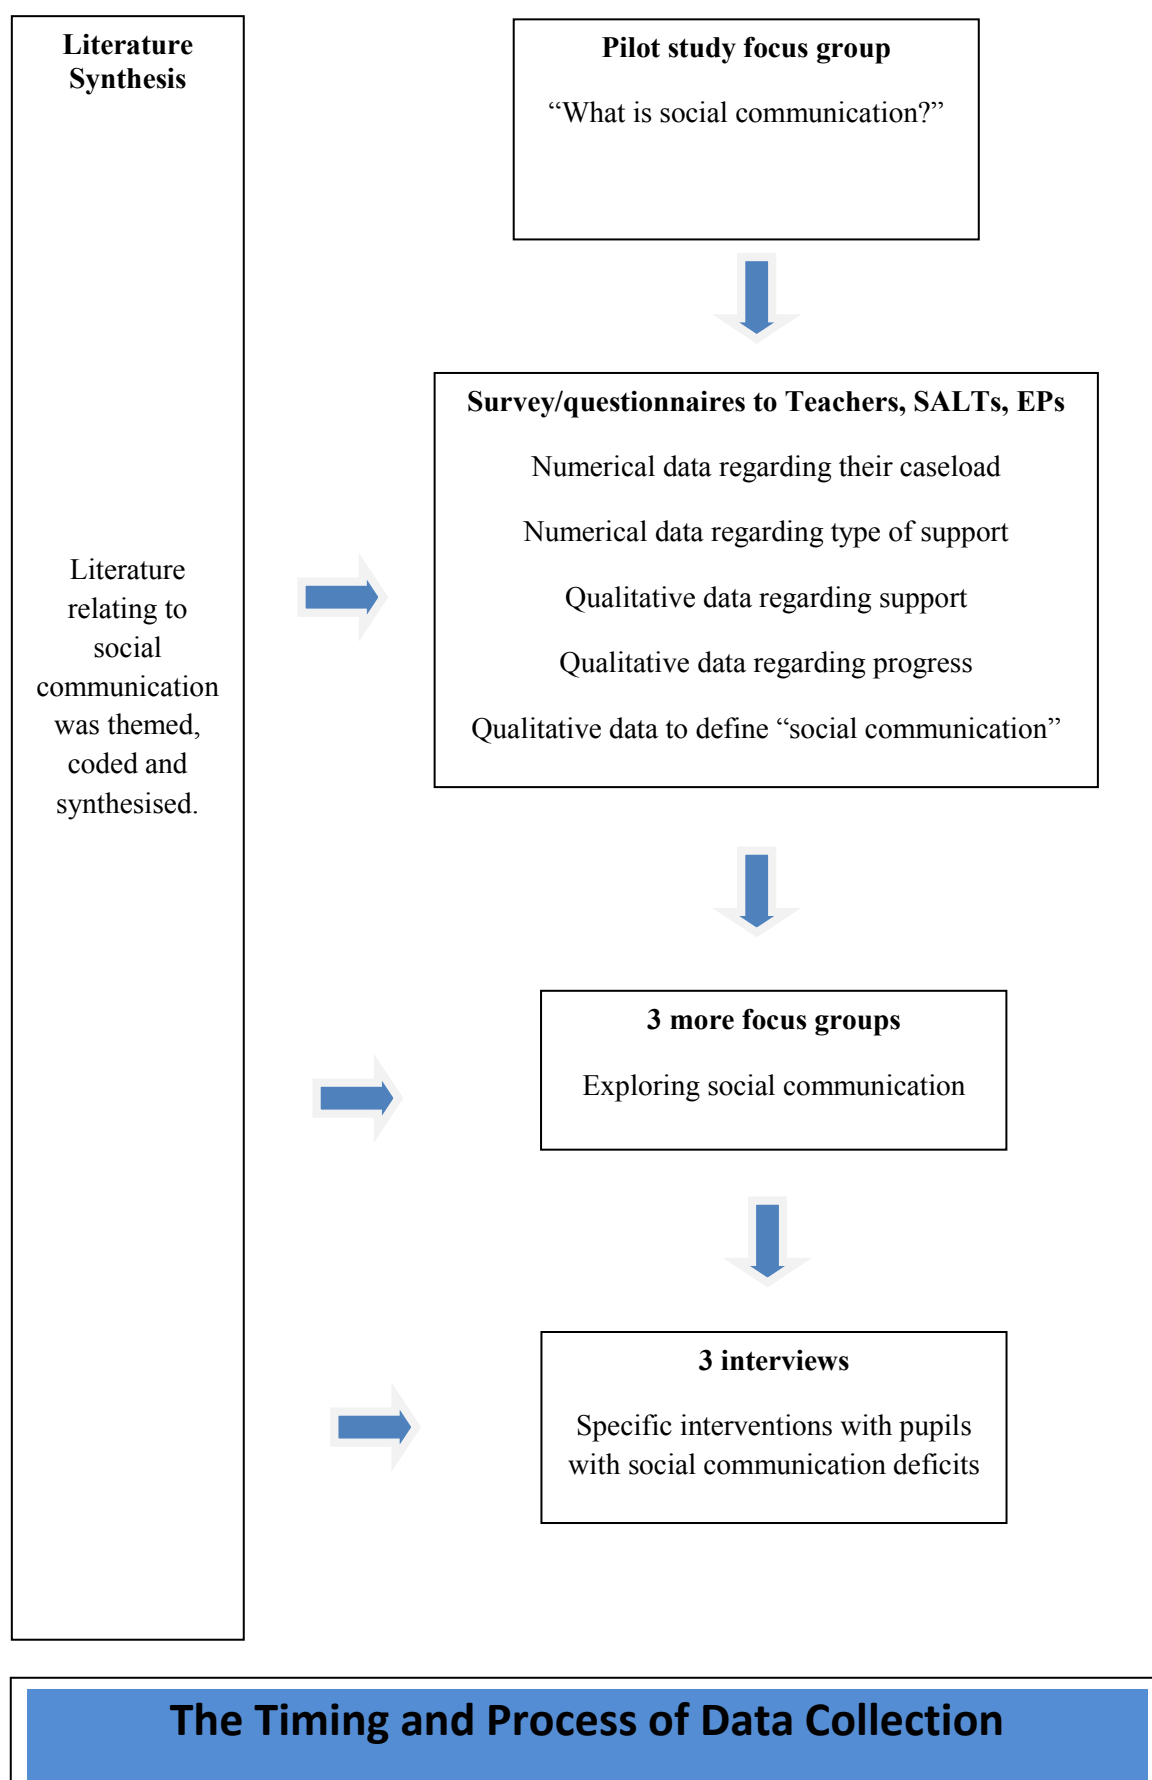 Literature
Synthesis
Literature
relating to
social
communication
was themed,
coded and
synthesised.
Pilot study focus group
“What is social communication?”
Survey/questionnaires to Teachers, SALTs, EPs
Numerical data regarding their caseload
Numerical data regarding type of support
Qualitative data regarding support
Qualitative data regarding progress
Qualitative data to define “social communication”
3 more focus groups
Exploring social communication
3 interviews
Specific interventions with pupils
with social communication deficits
The Timing and Process of Data Collection